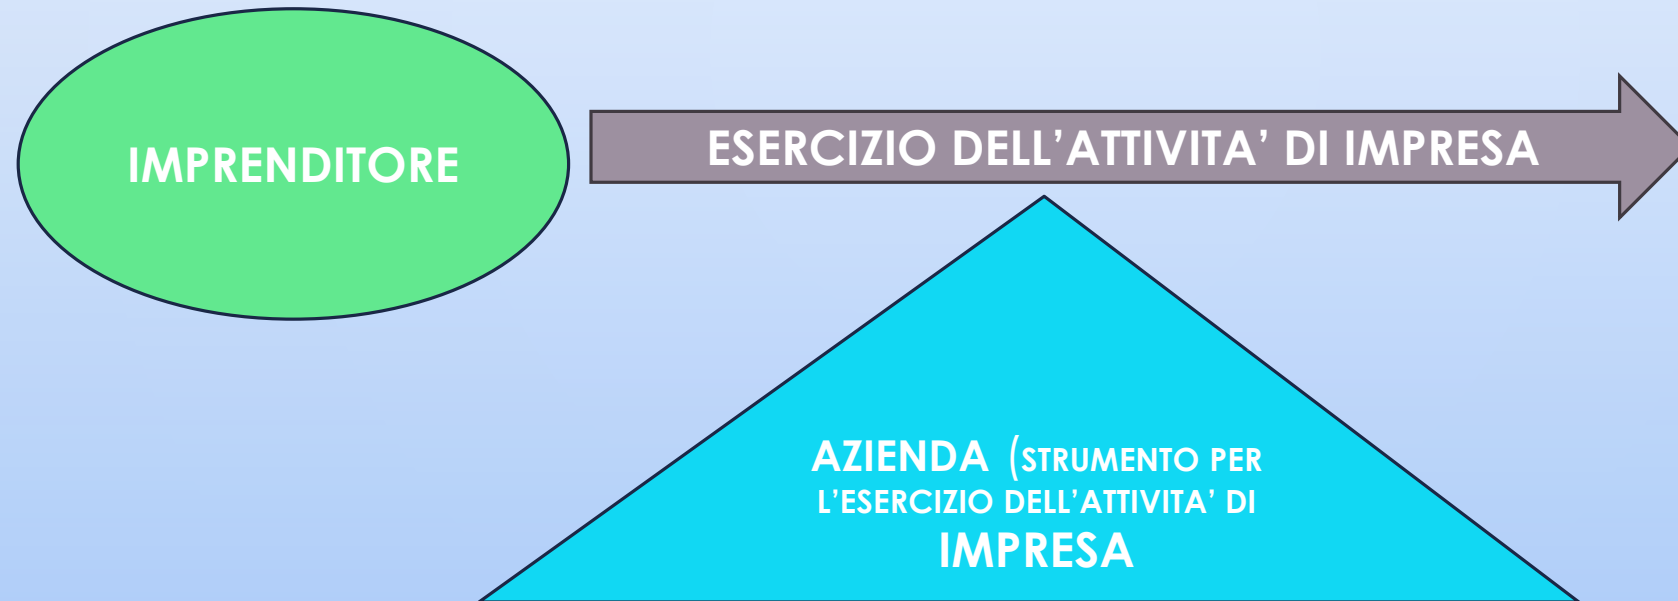 IMPRENDITORE
ESERCIZIO DELL’ATTIVITA’ DI IMPRESA
AZIENDA (STRUMENTO PER
L’ESERCIZIO DELL’ATTIVITA’ DI
IMPRESA